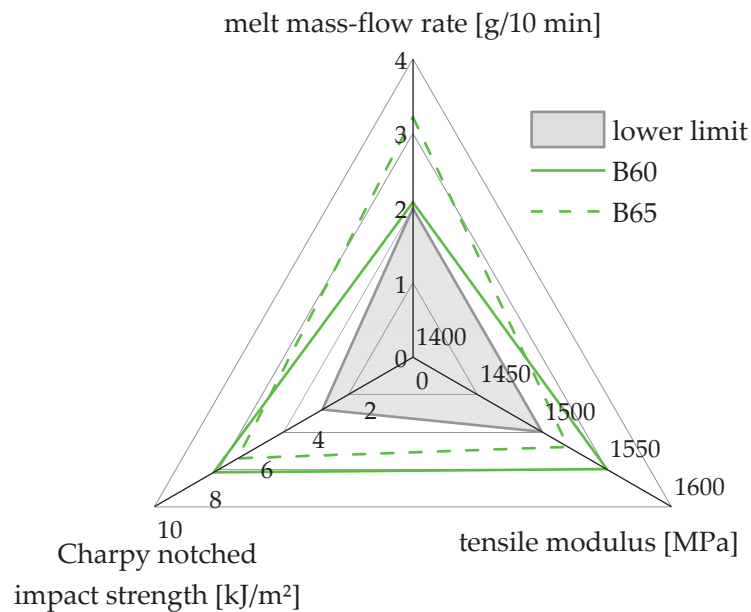 melt mass-flow rate [g/10 min]
4
lower limit
3
B60
2
B65
1
1400
0
0
1450
2
1500
4
1550
6
1600
8
10
Charpy notched
impact strength [kJ/m²]
tensile modulus [MPa]